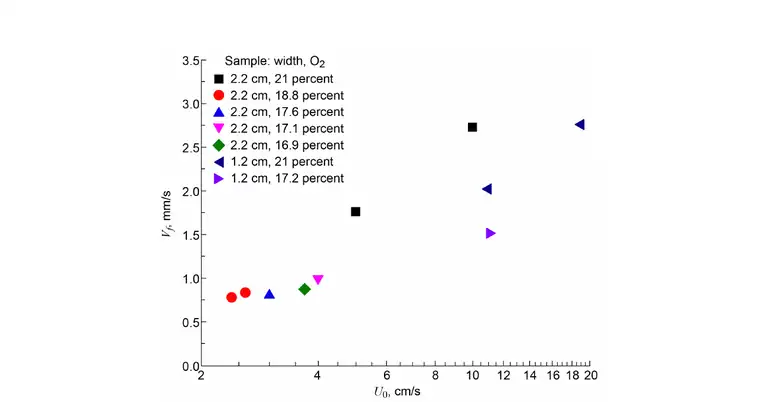 Sample: width, O2
2.2 cm, 21 percent
2.2 cm, 18.8 percent
2.2 cm, 17.6 percent
2.2 cm, 17.1 percent
2.2 cm, 16.9 percent
1.2 cm, 21 percent
1.2 cm, 17.2 percent
3.5
3.0
2.5
2.0
1.5
1.0
0.5
0.0
Vf, mm/s
2 4 6 8 10 12 14 16 18 20
U0, cm/s